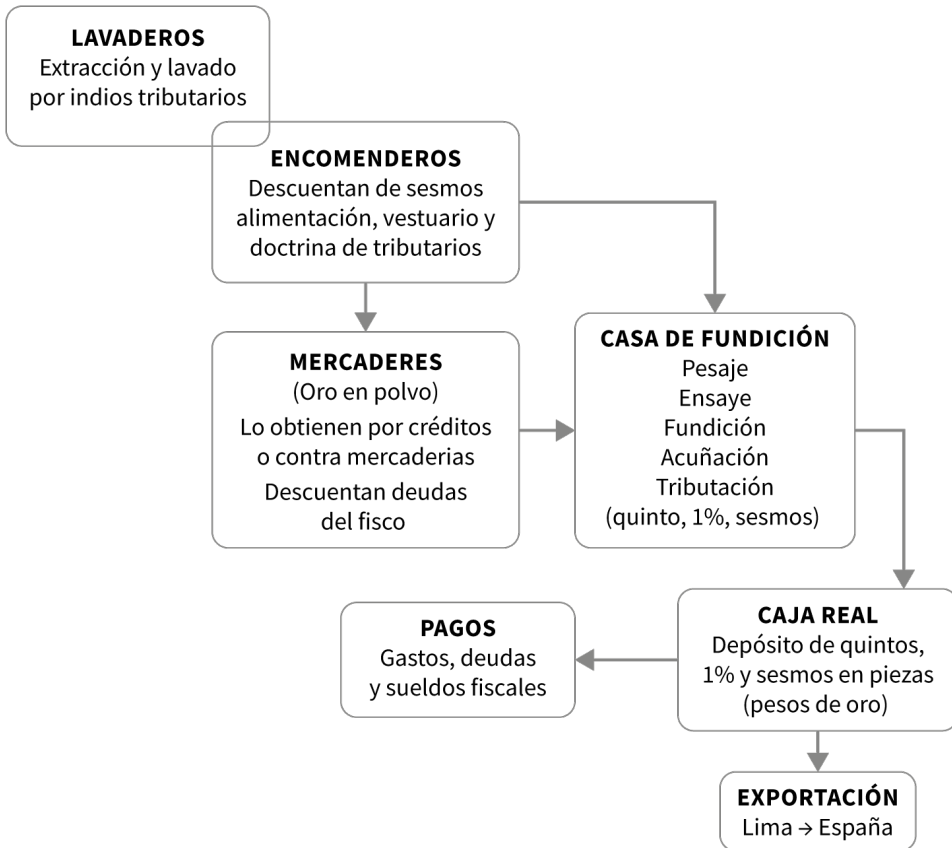 LAVADEROS
Extracción y lavado
por indios tributarios
ENCOMENDEROS
Descuentan de sesmos
alimentación, vestuario y
doctrina de tributarios
MERCADERES
(Oro en polvo)
Lo obtienen por créditos
o contra mercaderias
Descuentan deudas
del fisco
CASA DE FUNDICIÓN
Pesaje
Ensaye
Fundición
Acuñación
Tributación
(quinto, 1%, sesmos)
CAJA REAL
Depósito de quintos,
1% y sesmos en piezas
(pesos de oro)
PAGOS
Gastos, deudas
y sueldos fiscales
EXPORTACIÓN
Lima → España